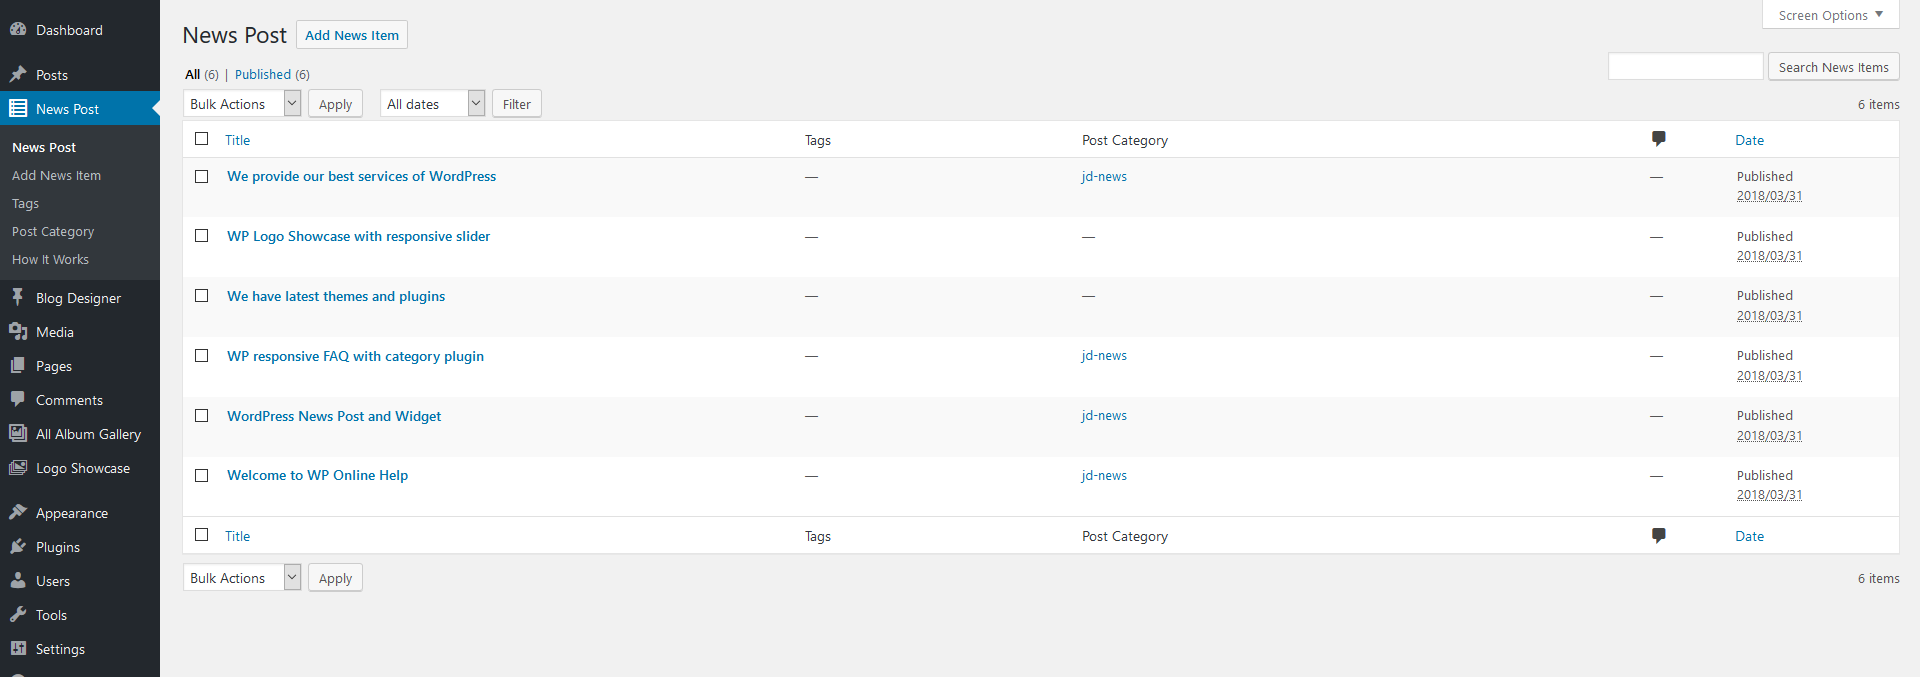 Dashboard
Posts
News Post
News Post
Add News Item
Tags
Post Category
How It Works
Blog Designer
Media
Pages
Comments
All Album Gallery
Logo Showcase
Appearance
Plugins
Users
Tools
Settings
Screen Options
News Post Add News Item
All (6) | Published (6)
Search News Items
Bulk Actions Apply All dates Filter 6 items
Title Tags Post Category Date
We provide our best services of WordPress — jd-news — Published
2018/03/31
WP Logo Showcase with responsive slider — — — Published
2018/03/31
We have latest themes and plugins — — — Published
2018/03/31
WP responsive FAQ with category plugin — jd-news — Published
2018/03/31
WordPress News Post and Widget — jd-news — Published
2018/03/31
Welcome to WP Online Help — jd-news — Published
2018/03/31
Title Tags Post Category Date
Bulk Actions Apply 6 items